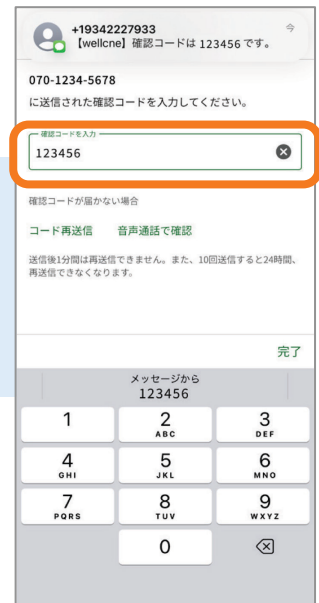 +19342227933
今
【wellcne】確認コードは 123456 です。
070-1234-5678
に送信された確認コードを入力してください。
確認コードを入力
123456
確認コードが届かない場合
コード再送信 音声通話で確認
送信後1分間は再送信できません。また、10回送信すると24時間、
再送信できなくなります。
完了
メッセージから
123456
1
2
ABC
3
DEF
4
GHI
5
JKL
6
MNO
7
PQRS
8
TUV
9
WXYZ
0